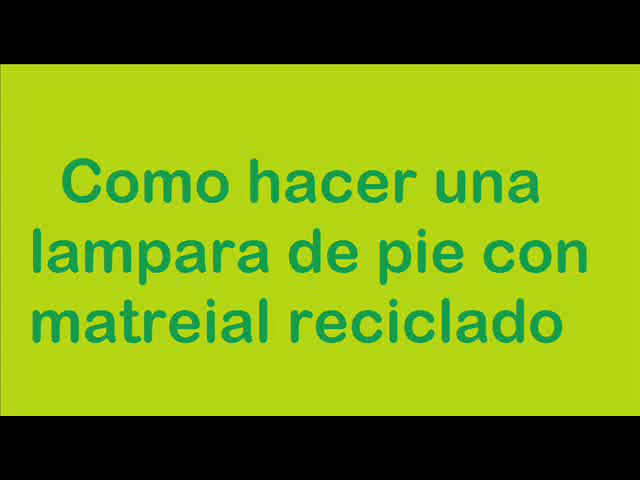 Como hacer una
lampara de pie con
matreial reciclado